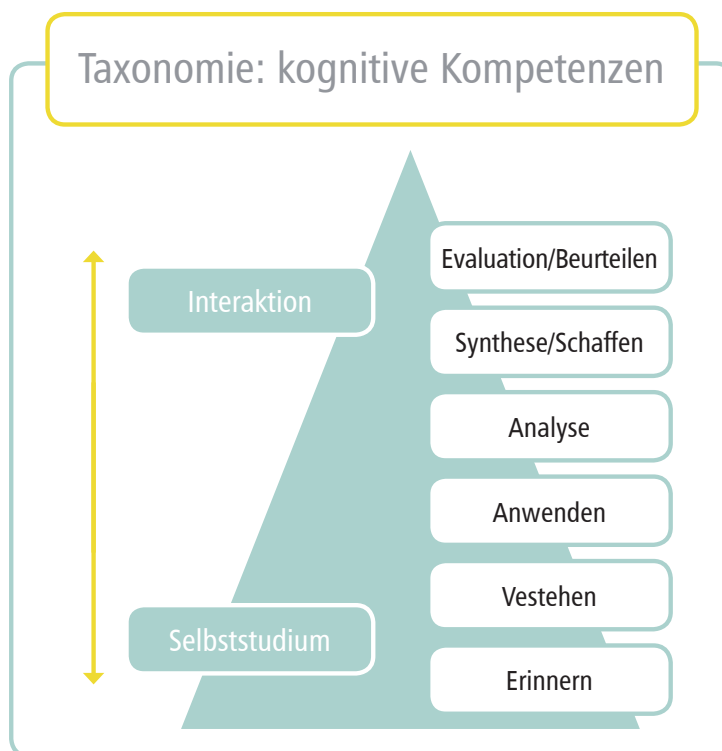 Taxonomie: kognitive Kompetenzen
Evaluation/Beurteilen
Interaktion
Synthese/Schaffen
Analyse
Anwenden
Vestehen
Selbststudium
Erinnern